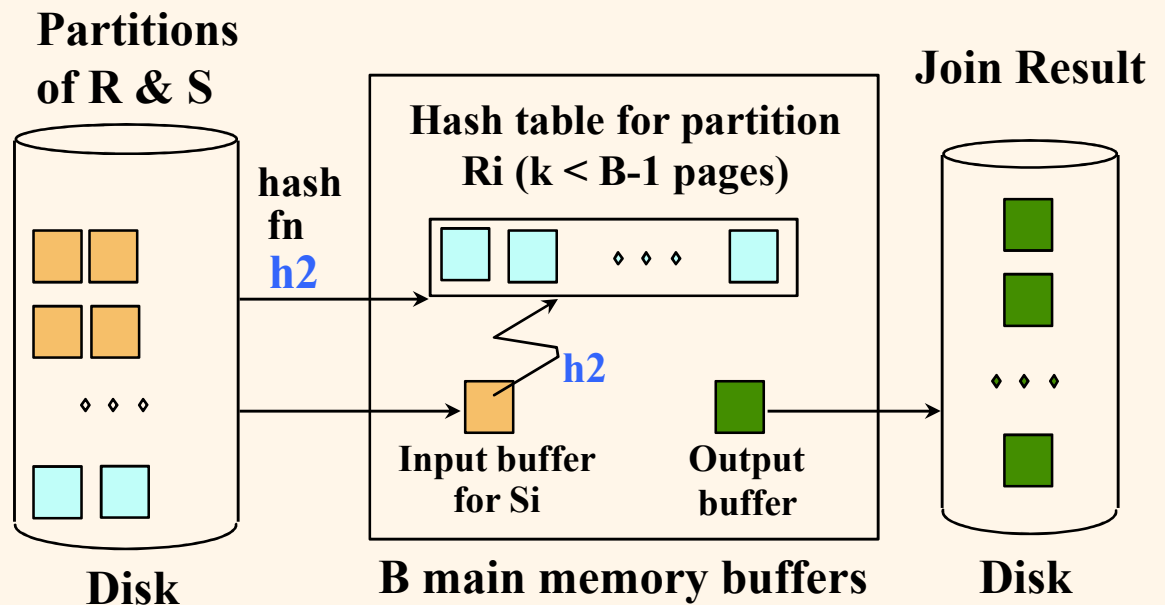 Partitions
of R & S
Join Result
Hash table for partition
Ri (k < B-1 pages)
hash
fn
h2
h2
Input buffer
for Si
Output
buffer
B main memory buffers
Disk
Disk